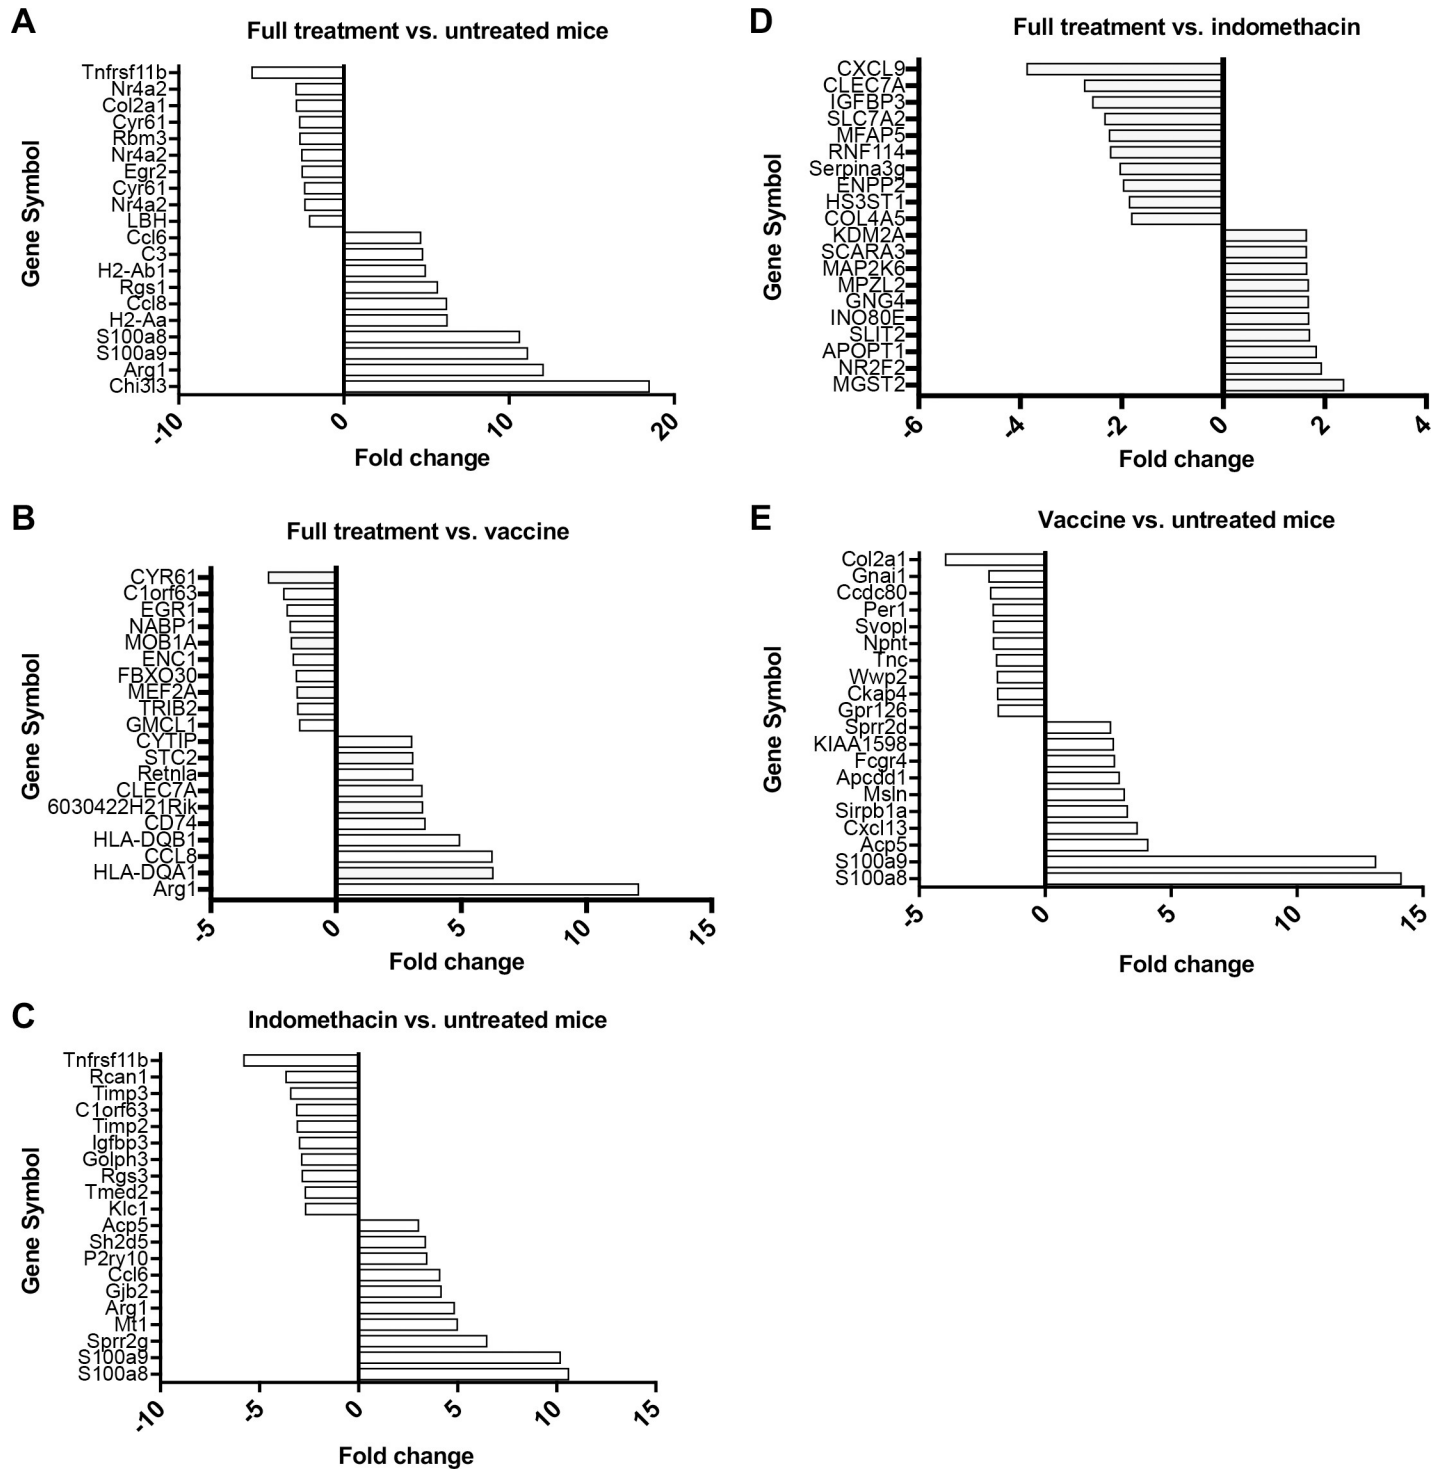 A
Full treatment vs. untreated mice
Gene Symbol
Tnfrsf11b
Nr4a2
Col2a1
Cyr61
Rbm3
Nr4a2
Egr2
Cyr61
Nr4a2
LBH
Ccl6
C3
H2-Ab1
Rgs1
Ccl8
H2-Aa
S100a8
S100a9
Arg1
Chi3l3
-10 0 10 20
Fold change
B
Full treatment vs. vaccine
Gene Symbol
CYR61
C1orf63
EGR1
NABP1
MOB1A
ENC1
FBXO30
MEF2A
TRIB2
GMCL1
CYTIP
STC2
Retnla
CLEC7A
6030422H21Rik
CD74
HLA-DQB1
CCL8
HLA-DQA1
Arg1
-5 0 5 10 15
Fold change
C
Indomethacin vs. untreated mice
Gene Symbol
Tnfrsf11b
Rcan1
Timp3
C1orf63
Timp2
Igfbp3
Golph3
Rgs3
Tmed2
Klc1
Acp5
Sh2d5
P2ry10
Ccl6
Gjb2
Arg1
Mt1
Sprr2g
S100a9
S100a8
-10 -5 0 5 10 15
Fold change
D
Full treatment vs. indomethacin
Gene Symbol
CXCL9
CLEC7A
IGFBP3
SLC7A2
MFAP5
RNF114
Serpina3g
ENPP2
HS3ST1
COL4A5
KDM2A
SCARA3
MAP2K6
MPZL2
GNG4
INO80E
SLIT2
APOPT1
NR2F2
MGST2
-6 -4 -2 0 2 4
Fold change
E
Vaccine vs. untreated mice
Gene Symbol
Col2a1
Gnai1
Ccdc80
Per1
Svopl
Npnt
Tnc
Wwp2
Ckap4
Gpr126
Sprr2d
KIAA1598
Fcgr4
Apcdd1
Msln
Sirpb1a
Cxcl13
Acp5
S100a9
S100a8
-5 0 5 10 15
Fold change